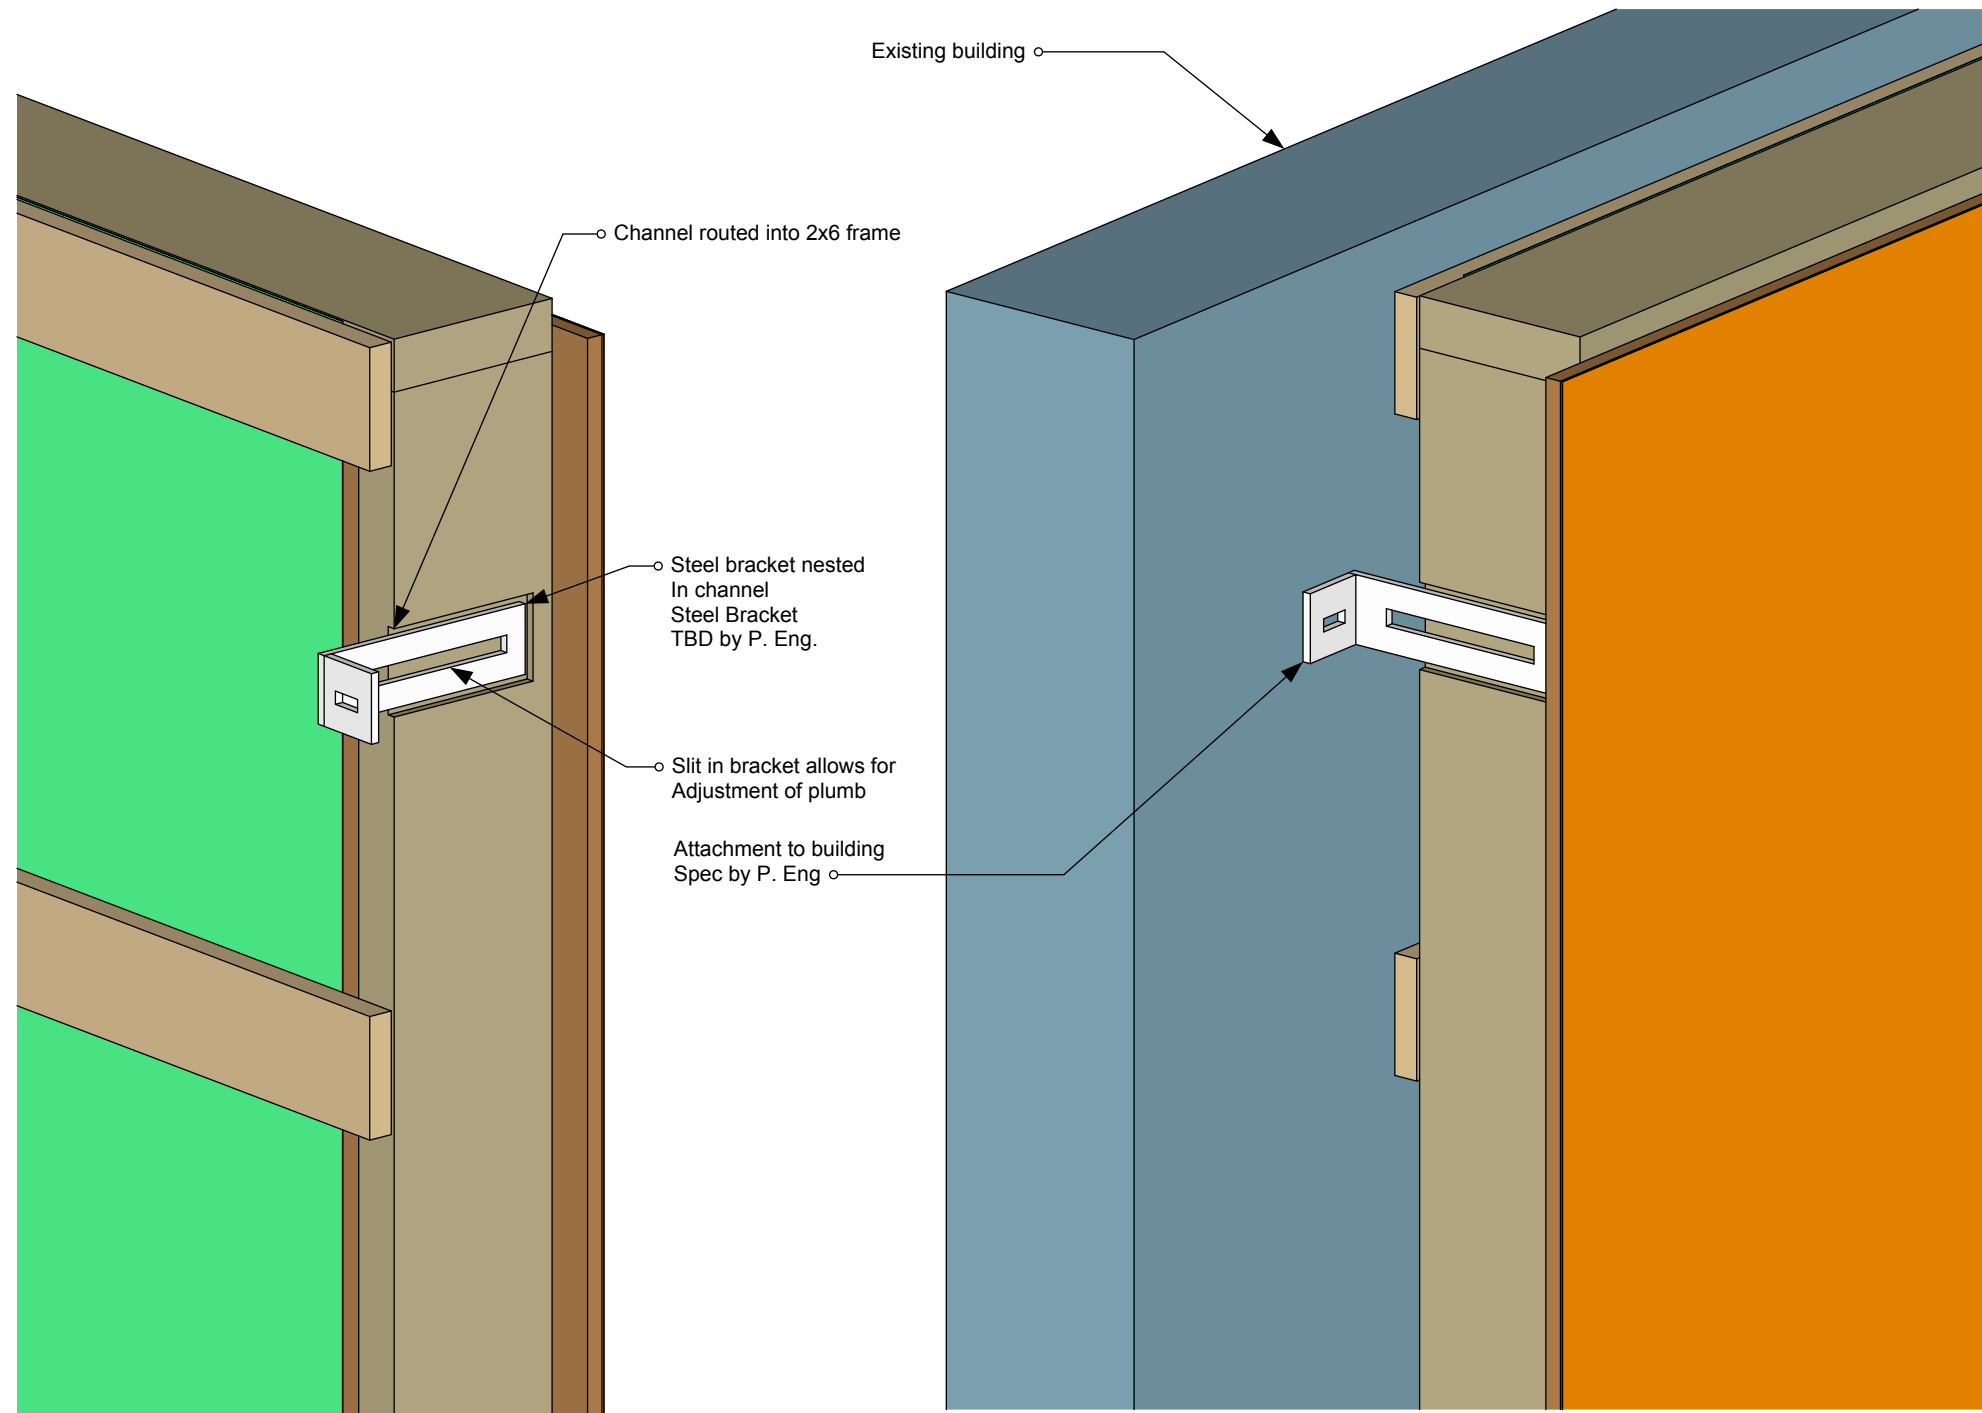 Existing building
Channel routed into 2x6 frame
Steel bracket nested
In channel
Steel Bracket
TBD by P. Eng.
Slit in bracket allows for
Adjustment of plumb
Attachment to building
Spec by P. Eng